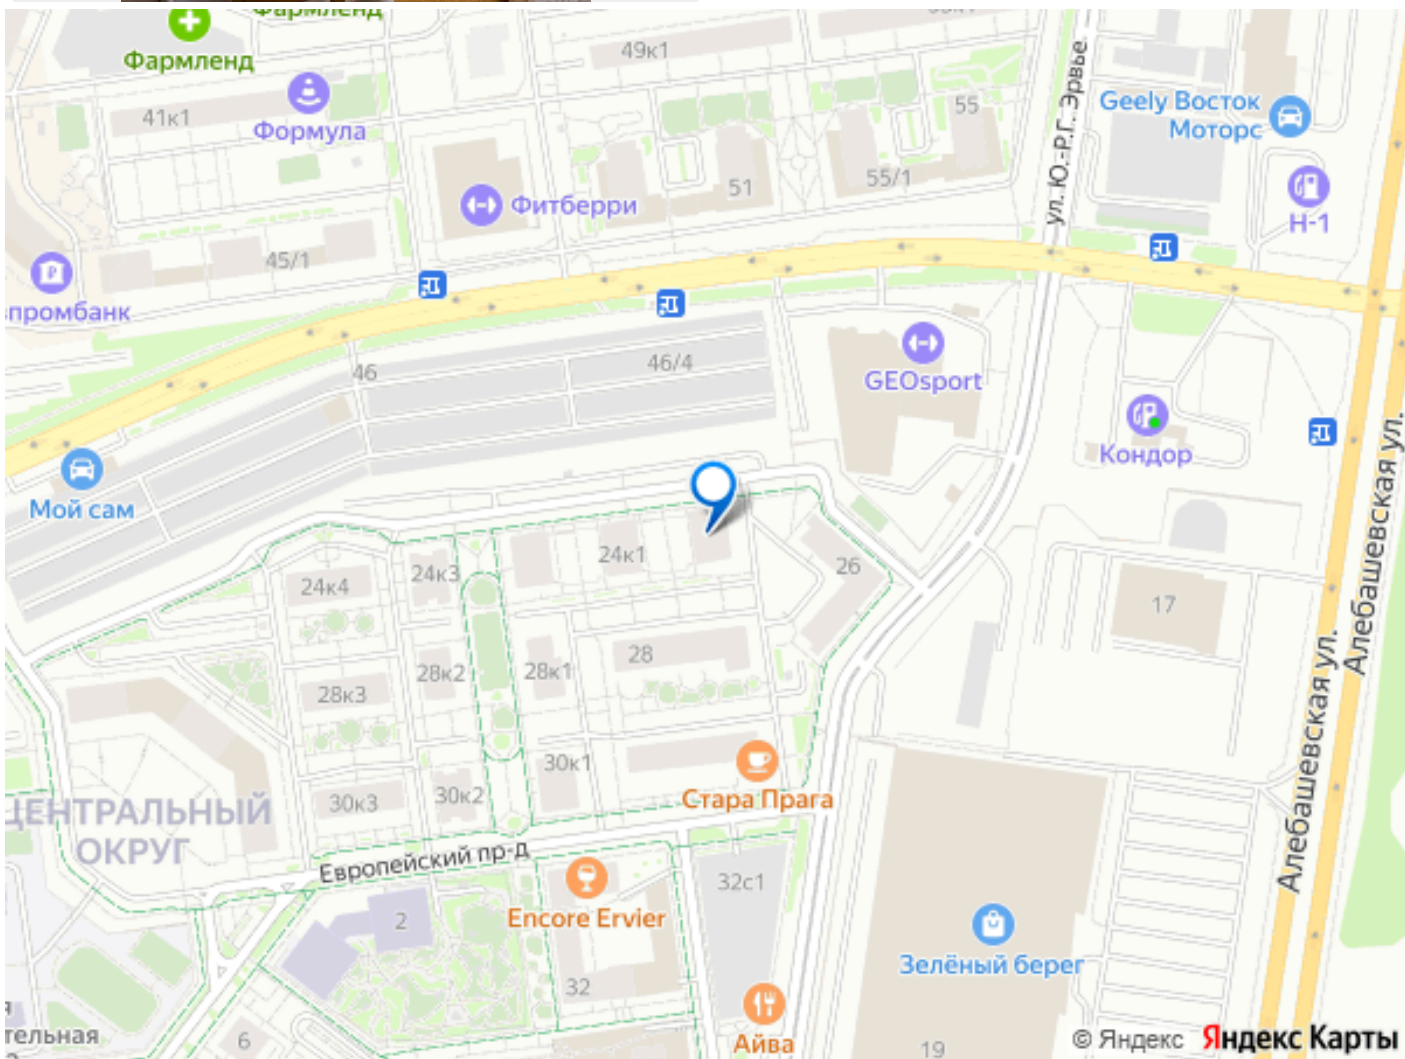 Фармленд
Фармленд
49к1
41к1
Формула
55
Geely Восток
Моторс
ул. Ю.-Р.Г. Эрвье
51
55/1
Фитберри
Н-1
45/1
промбанк
46
46/4
GEOsport
Кондор
Мой сам
Алебашевская ул.
24к4
24к3
24к1
26
17
28к3
28к2
28к1
28
30к1
30к3
30к2
Стара Прага
ЦЕНТРАЛЬНЫЙ
ОКРУГ
Европейский пр-д
Алебашевская ул.
32с1
2
Encore Ervier
Зелёный берег
32
6
тельная
Айва
19
© Яндекс Яндекс Карты